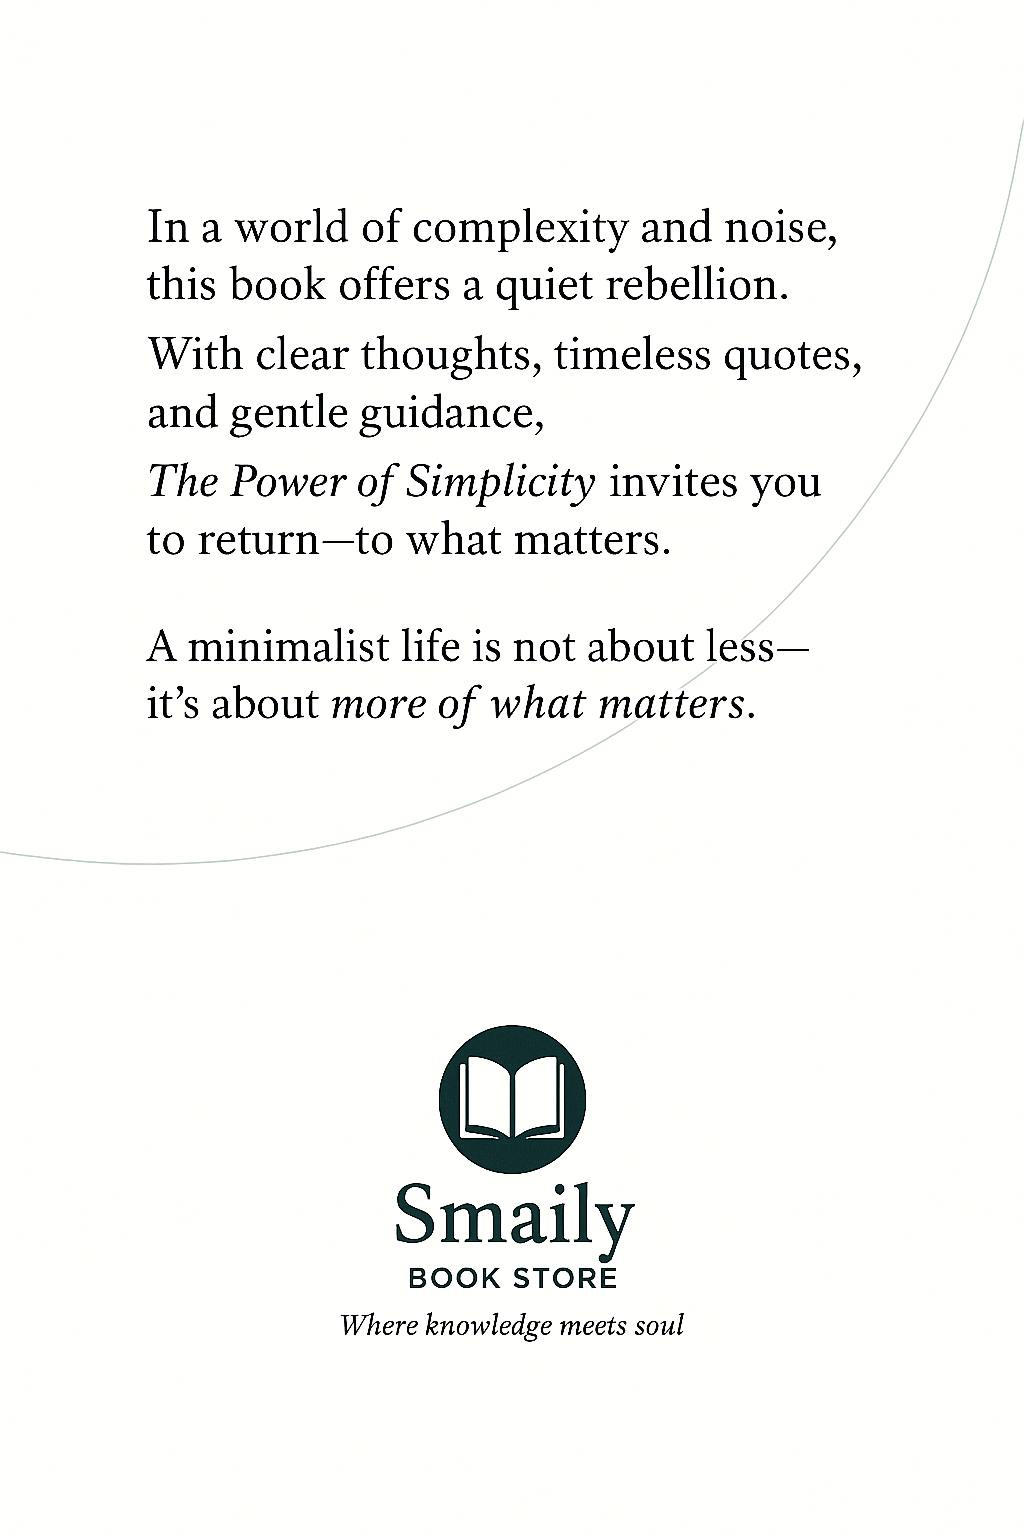 In a world of complexity and noise,
this book offers a quiet rebellion.
With clear thoughts, timeless quotes,
and gentle guidance,
The Power of Simplicity invites you
to return—to what matters.
A minimalist life is not about less—
it’s about more of what matters.
Smaily
BOOK STORE
Where knowledge meets soul